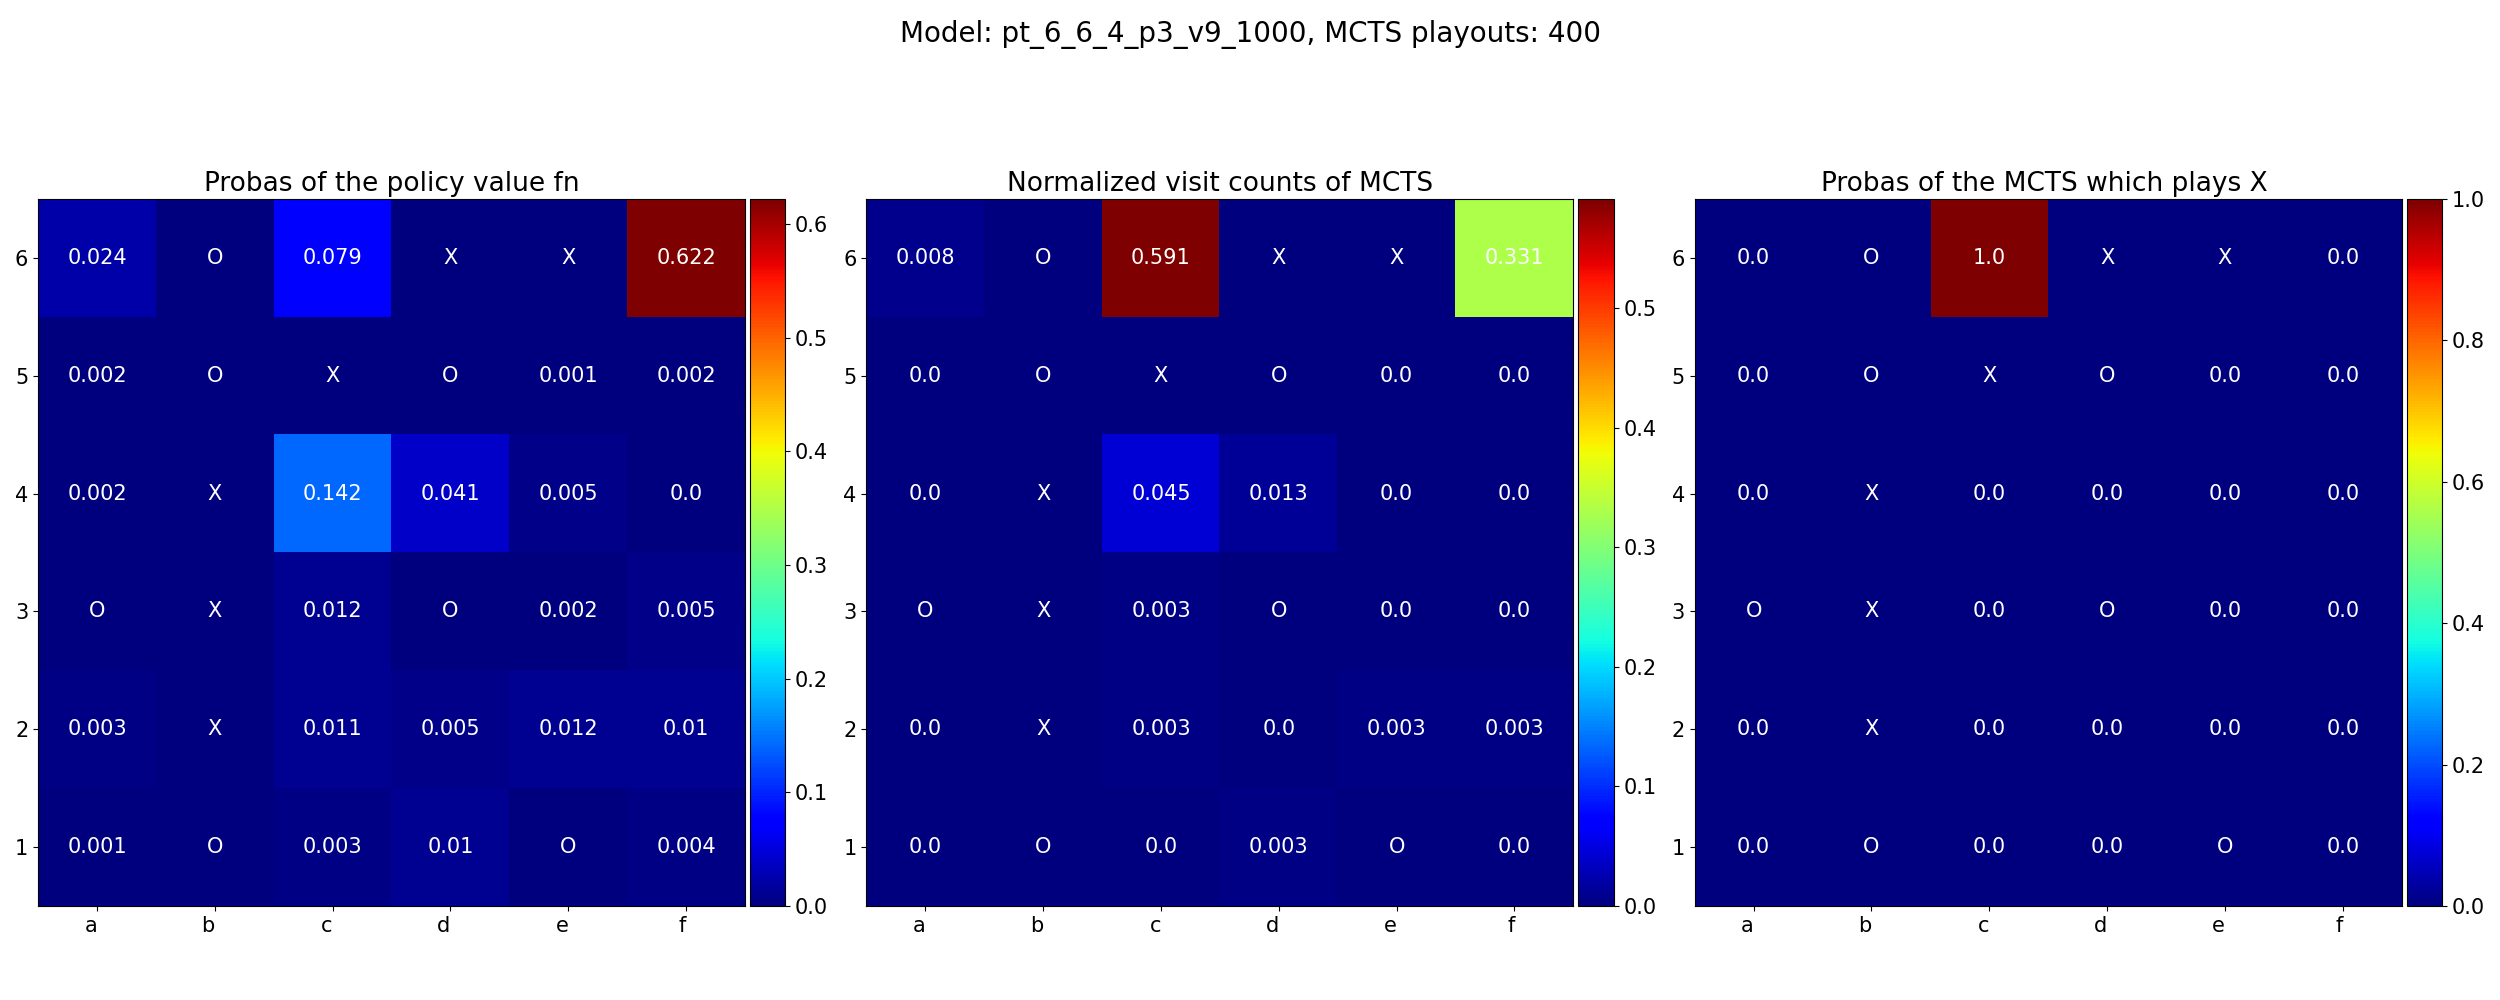 Model: pt_6_6_4_p3_v9_1000, MCTS playouts: 400
Probas of the policy value fn
6 0.024 O 0.079 X X 0.622
5 0.002 O X O 0.001 0.002
4 0.002 X 0.142 0.041 0.005 0.0
3 O X 0.012 O 0.002 0.005
2 0.003 X 0.011 0.005 0.012 0.01
1 0.001 O 0.003 0.01 O 0.004
a b c d e f
0.6
0.5
0.4
0.3
0.2
0.1
0.0
Normalized visit counts of MCTS
6 0.008 O 0.591 X X 0.331
5 0.0 O X O 0.0 0.0
4 0.0 X 0.045 0.013 0.0 0.0
3 O X 0.003 O 0.0 0.0
2 0.0 X 0.003 0.0 0.003 0.003
1 0.0 O 0.0 0.003 O 0.0
a b c d e f
0.5
0.4
0.3
0.2
0.1
0.0
Probas of the MCTS which plays X
6 0.0 O 1.0 X X 0.0
5 0.0 O X O 0.0 0.0
4 0.0 X 0.0 0.0 0.0 0.0
3 O X 0.0 O 0.0 0.0
2 0.0 X 0.0 0.0 0.0 0.0
1 0.0 O 0.0 0.0 O 0.0
a b c d e f
1.0
0.8
0.6
0.4
0.2
0.0